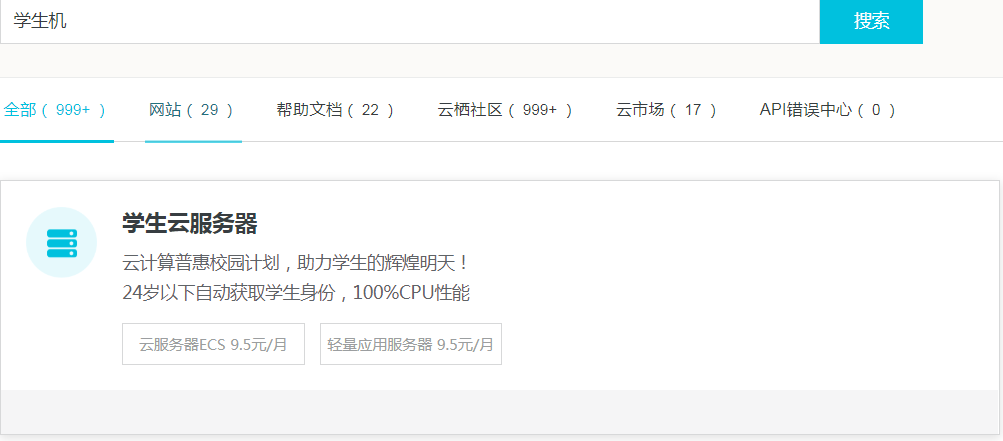 学生机 搜索
全部（ 999+ ） 网站（ 29 ） 帮助文档（ 22 ） 云栖社区（ 999+ ） 云市场（ 17 ） API错误中心（ 0 ）
学生云服务器
云计算普惠校园计划，助力学生的辉煌明天！
24岁以下自动获取学生身份，100%CPU性能
云服务器ECS 9.5元/月 轻量应用服务器 9.5元/月